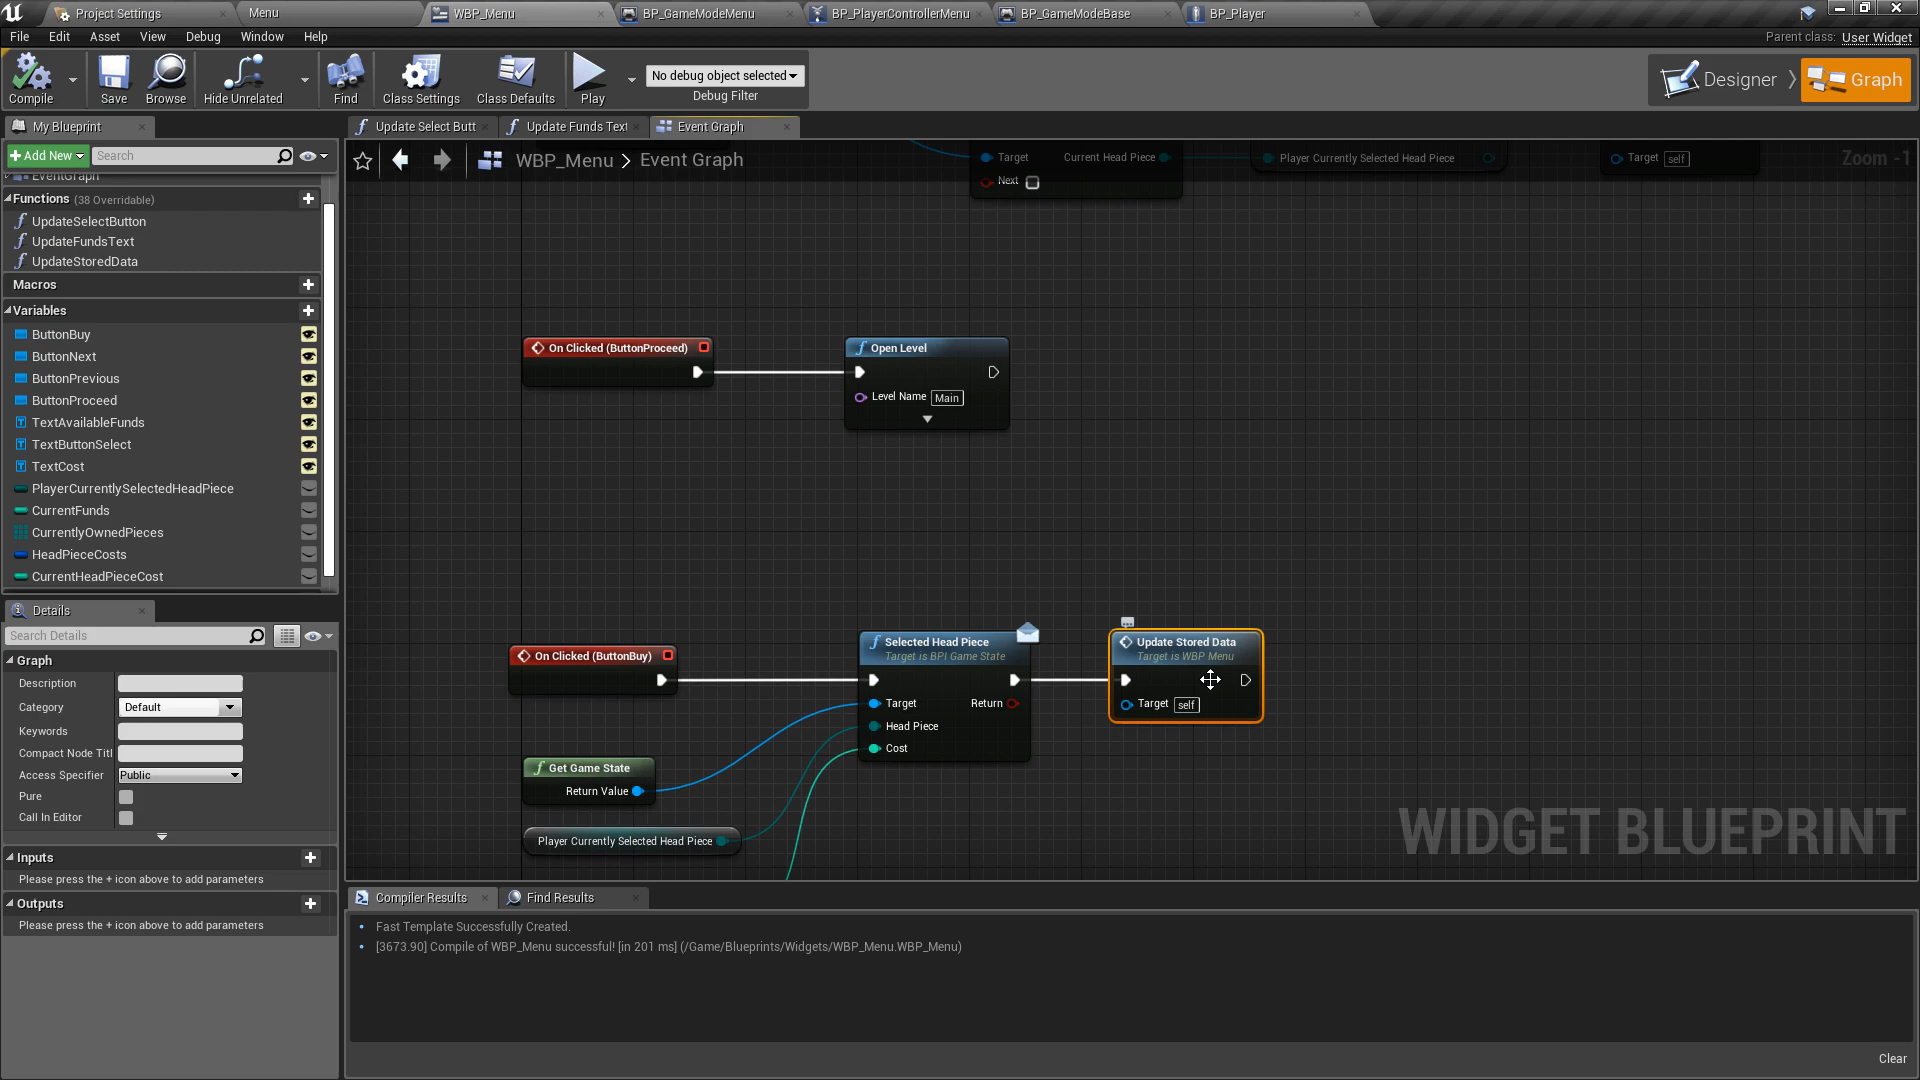 Project Settings
Menu
WBP_Menu
BP_GameModeMenu
BP_PlayerControllerMenu
BP_GameModeBase
BP_Player
File Edit Asset View Debug Window Help
Parent class: User Widget
Compile
Save
Browse
Hide Unrelated
Find
Class Settings
Class Defaults
Play
No debug object selected
Debug Filter
Designer
Graph
My Blueprint
Update Select Butt
Update Funds Text
Event Graph
Add New
Search
WBP_Menu > Event Graph
Zoom -1
EventGraph
Functions (38 Overridable)
UpdateSelectButton
UpdateFundsText
UpdateStoredData
Macros
Variables
ButtonBuy
ButtonNext
ButtonPrevious
ButtonProceed
TextAvailableFunds
TextButtonSelect
TextCost
PlayerCurrentlySelectedHeadPiece
CurrentFunds
CurrentlyOwnedPieces
HeadPieceCosts
CurrentHeadPieceCost
Target
Current Head Piece
Next
Player Currently Selected Head Piece
Target self
On Clicked (ButtonProceed)
Open Level
Level Name Main
On Clicked (ButtonBuy)
Selected Head Piece
Target is BPI Game State
Target
Return
Head Piece
Cost
Update Stored Data
Target is WBP Menu
Target self
Get Game State
Return Value
Player Currently Selected Head Piece
WIDGET BLUEPRINT
Details
Search Details
Graph
Description
Category Default
Keywords
Compact Node Titl
Access Specifier Public
Pure
Call In Editor
Inputs
Please press the + icon above to add parameters
Outputs
Please press the + icon above to add parameters
Compiler Results
Find Results
Fast Template Successfully Created.
[3673.90] Compile of WBP_Menu successful! [in 201 ms] (/Game/Blueprints/Widgets/WBP_Menu.WBP_Menu)
Clear